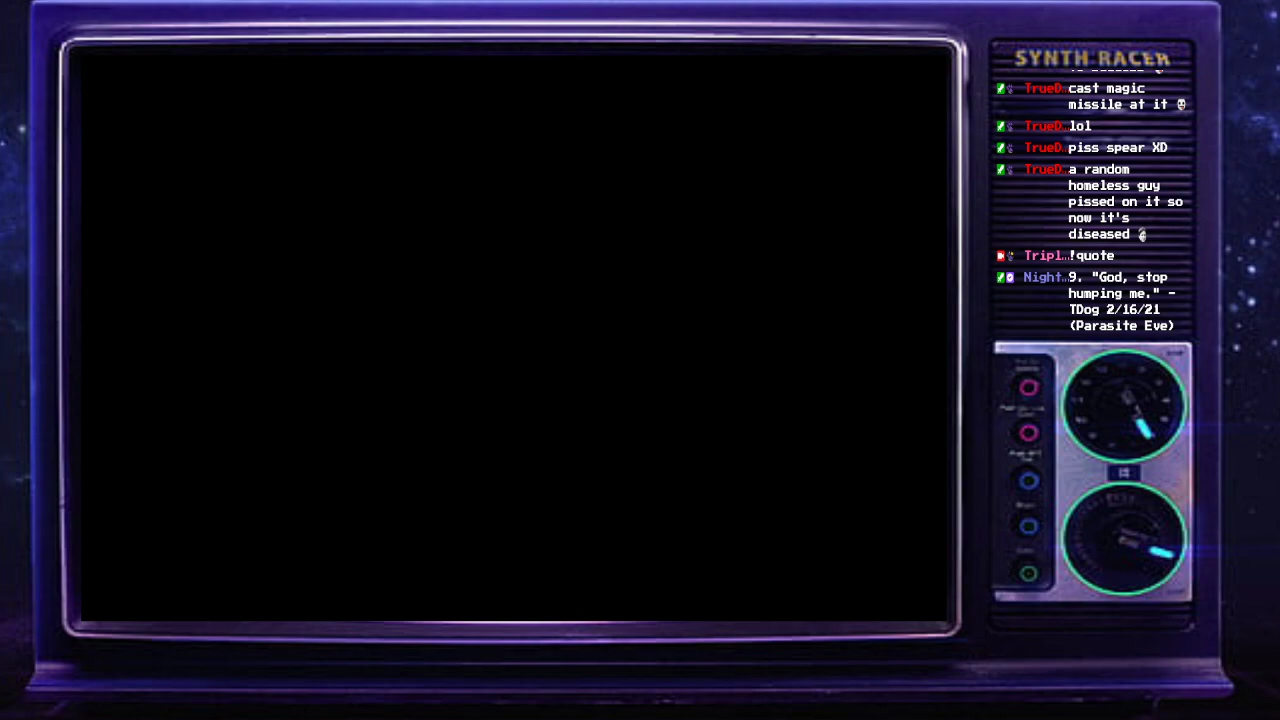 SYNTH RACER
TrueD… cast magic
missile at it
TrueD… lol
TrueD… piss spear XD
TrueD… a random
homeless guy
pissed on it so
now it's
diseased
Tripl… !quote
Night… 9. "God, stop
humping me." -
TDog 2/16/21
(Parasite Eve)